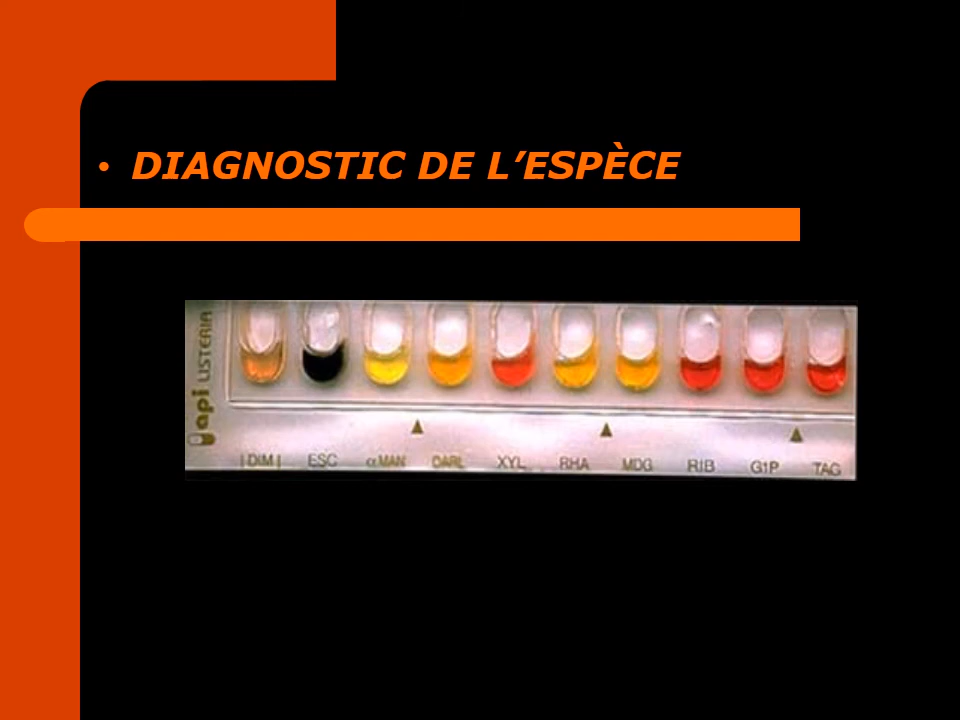 • DIAGNOSTIC DE L’ESPÈCE
api LISTERIA
|DIM| ESC αMAN DARL XYL RHA MDG RIB G1P TAG